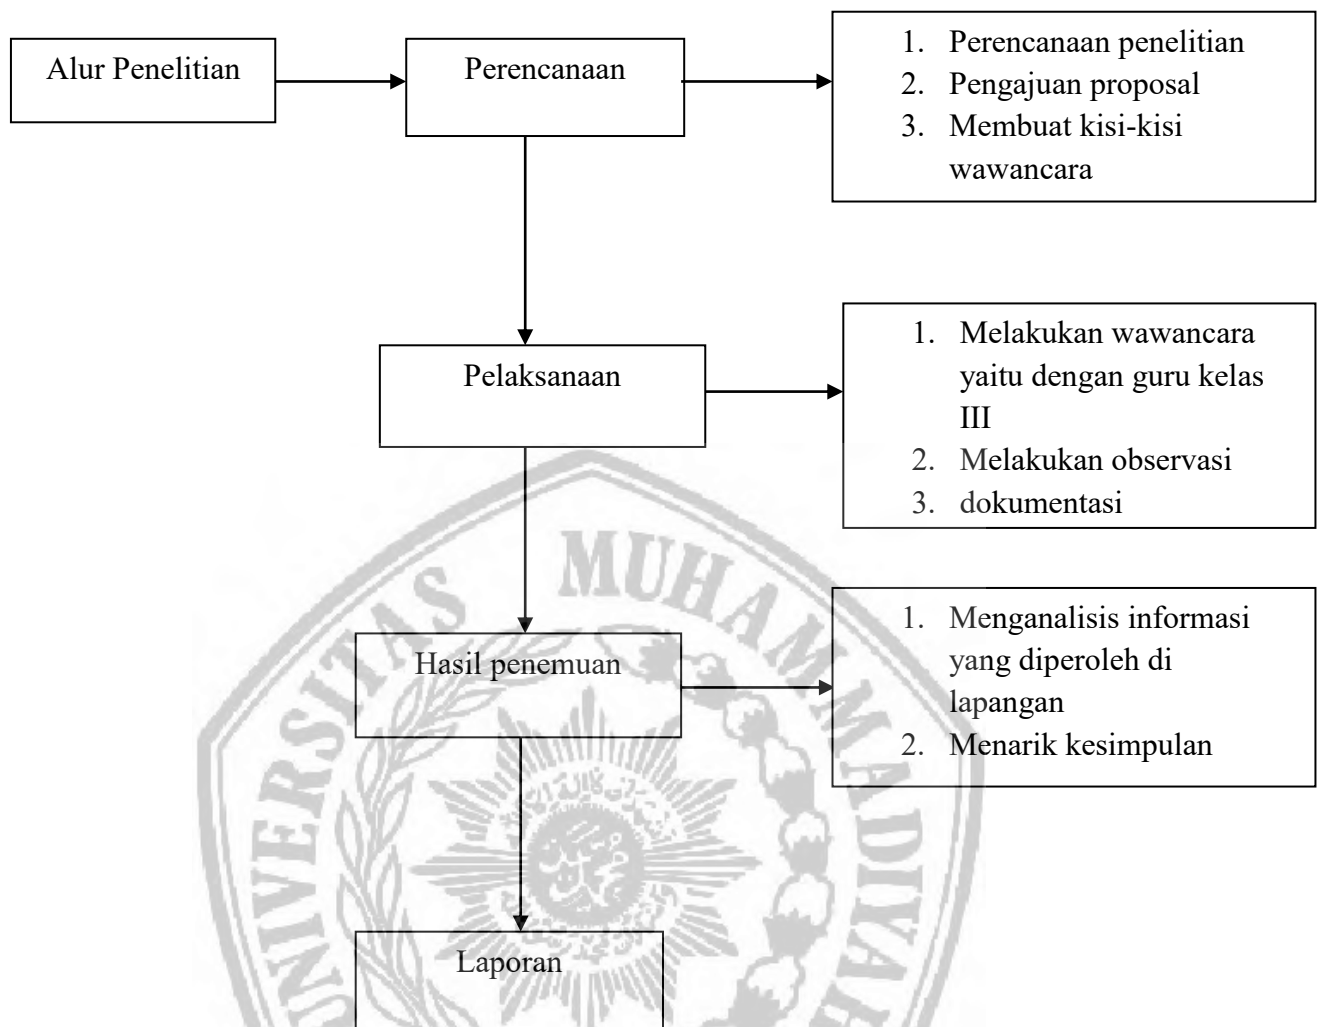 Alur Penelitian
Perencanaan
1. Perencanaan penelitian
2. Pengajuan proposal
3. Membuat kisi-kisi
wawancara
Pelaksanaan
1. Melakukan wawancara
yaitu dengan guru kelas
III
2. Melakukan observasi
3. dokumentasi
Hasil penemuan
1. Menganalisis informasi
yang diperoleh di
lapangan
2. Menarik kesimpulan
Laporan
UNIVERSITAS MUHAMMADIYAH